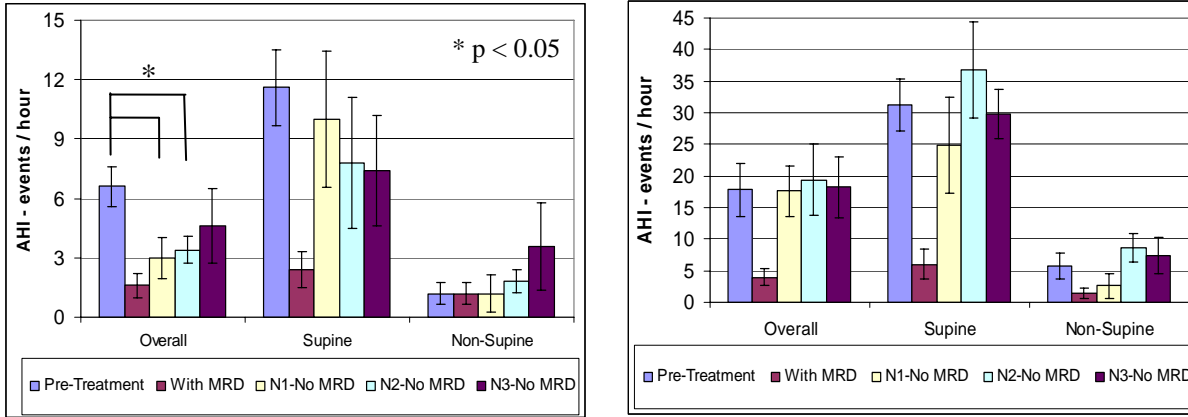 15
12
9
6
3
0
AHI - events / hour
* p < 0.05
*
Overall Supine Non-Supine
Pre-Treatment With MRD N1-No MRD N2-No MRD N3-No MRD
45
40
35
30
25
20
15
10
5
0
AHI - events / hour
Overall Supine Non-Supine
Pre-Treatment With MRD N1-No MRD N2-No MRD N3-No MRD